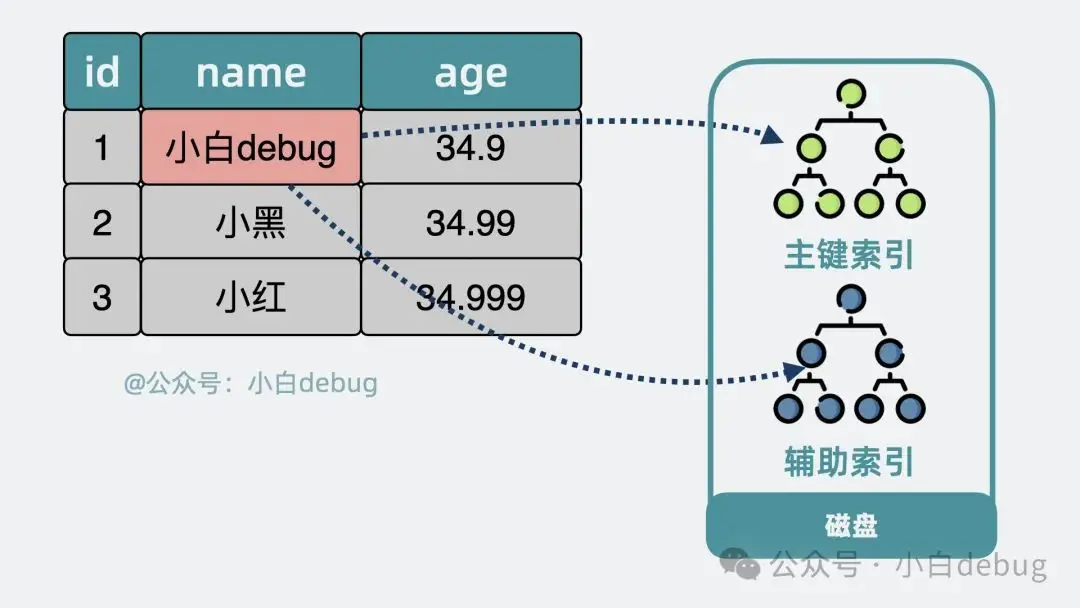 id name age
1 小白debug 34.9
2 小黑 34.99
3 小红 34.999
@公众号：小白debug
主键索引
辅助索引
磁盘
公众号 · 小白debug